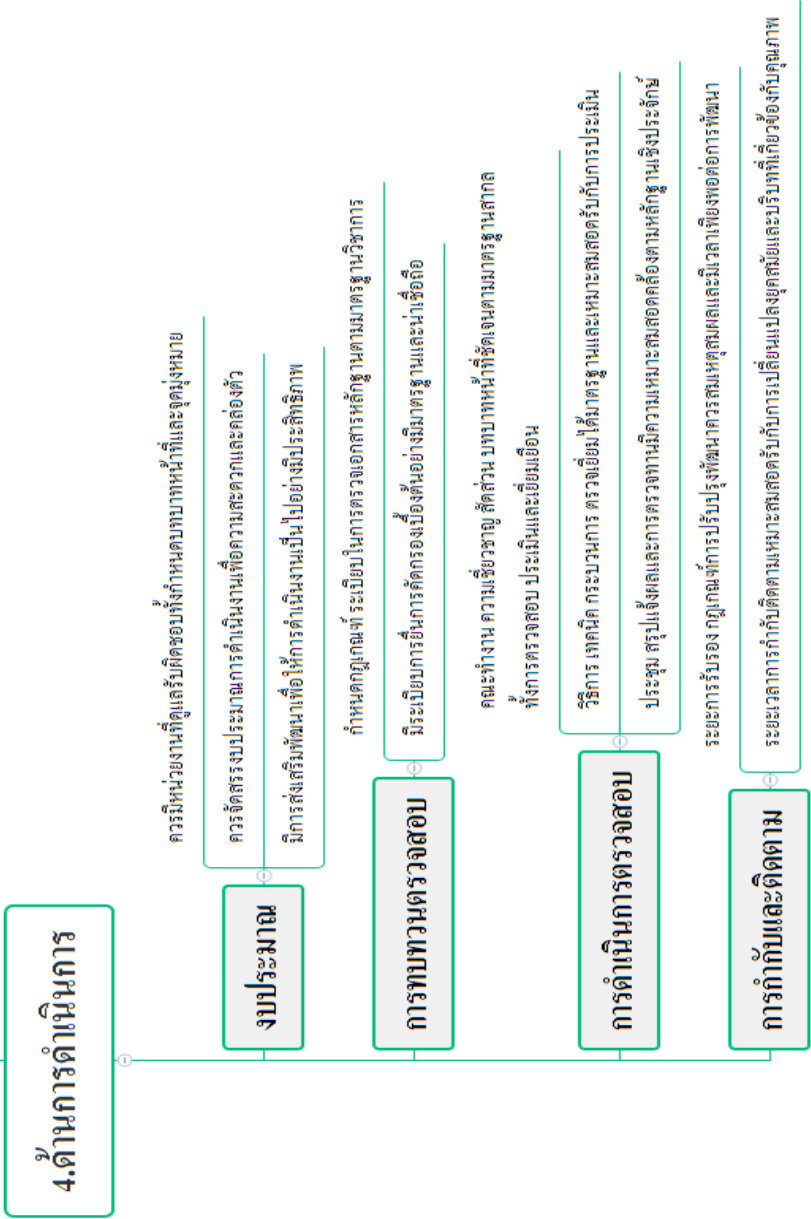 4.ด้านการดำเนินการ
งบประมาณ
ควรมีหน่วยงานที่ดูแลรับผิดชอบทั้งกำหนดบทบาทหน้าที่และจุดมุ่งหมาย
ควรจัดสรรงบประมาณการดำเนินงานเพื่อความสะดวกและคล่องตัว
มีการส่งเสริมพัฒนาเพื่อให้การดำเนินงานเป็นไปอย่างมีประสิทธิภาพ
การทบทวนตรวจสอบ
กำหนดกฎเกณฑ์ ระเบียบในการตรวจเอกสารหลักฐานตามมาตรฐานวิชาการ
มีระเบียบการยื่นการคัดกรองเบื้องต้นอย่างมีมาตรฐานและน่าเชื่อถือ
การดำเนินการตรวจสอบ
คณะทำงาน ความเชี่ยวชาญ สัดส่วน บทบาทหน้าที่ชัดเจนตามมาตรฐานสากล
ทั้งการตรวจสอบ ประเมินและเยี่ยมเยือน
วิธีการ เทคนิค กระบวนการ ตรวจเยี่ยมได้มาตรฐานและเหมาะสมสอดรับกับการประเมิน
ประชุม สรุปแจ้งผลและการตรวจทานมีความเหมาะสมสอดคล้องตามหลักฐานเชิงประจักษ์
การกำกับและติดตาม
ระยะการรับรอง กฎเกณฑ์การปรับปรุงพัฒนาควรสมเหตุสมผลและมีเวลาเพียงพอต่อการพัฒนา
ระยะเวลาการกำกับติดตามเหมาะสมสอดรับกับการเปลี่ยนแปลงยุคสมัยและบริบทที่เกี่ยวข้องกับคุณภาพ